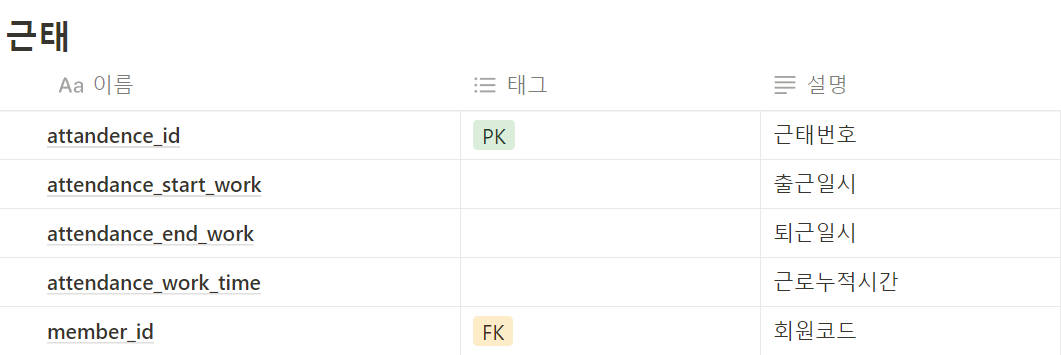 근태
Aa 이름 태그 설명
attandence_id PK 근태번호
attendance_start_work 출근일시
attendance_end_work 퇴근일시
attendance_work_time 근로누적시간
member_id FK 회원코드